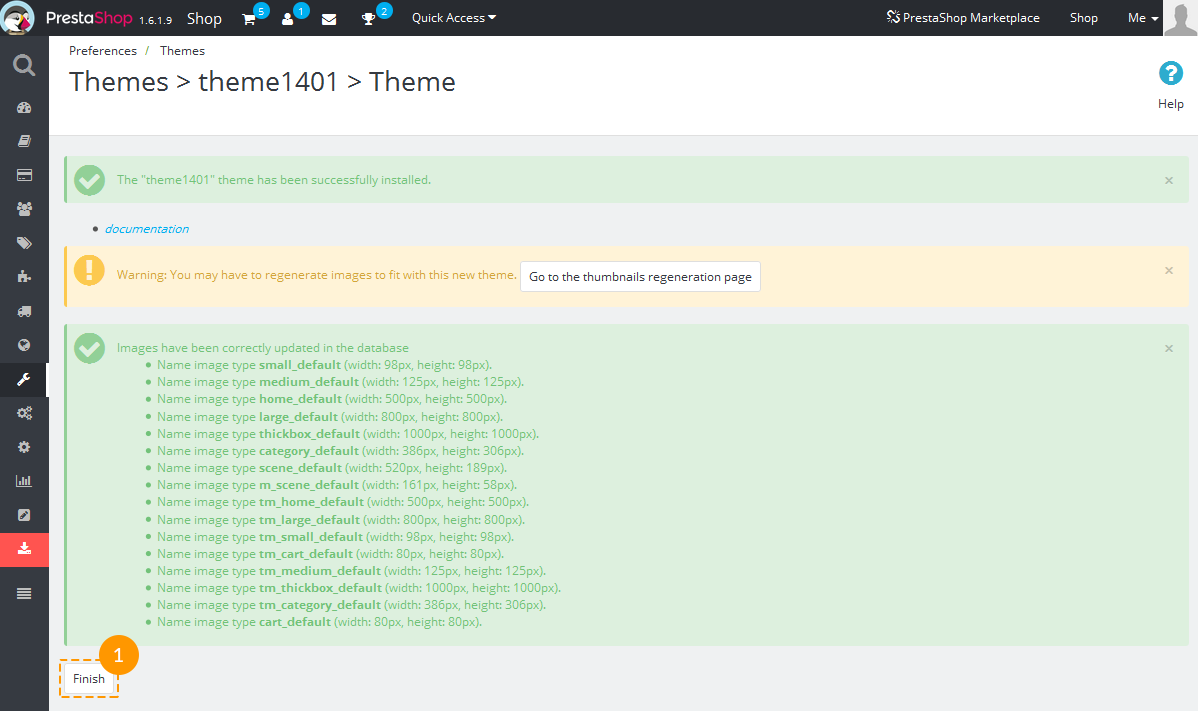 PrestaShop 1.6.1.9 Shop 5 1 2 Quick Access PrestaShop Marketplace Shop Me
Preferences / Themes
Themes > theme1401 > Theme
Help
The "theme1401" theme has been successfully installed. ×
• documentation
Warning: You may have to regenerate images to fit with this new theme. Go to the thumbnails regeneration page ×
Images have been correctly updated in the database ×
• Name image type small_default (width: 98px, height: 98px).
• Name image type medium_default (width: 125px, height: 125px).
• Name image type home_default (width: 500px, height: 500px).
• Name image type large_default (width: 800px, height: 800px).
• Name image type thickbox_default (width: 1000px, height: 1000px).
• Name image type category_default (width: 386px, height: 306px).
• Name image type scene_default (width: 520px, height: 189px).
• Name image type m_scene_default (width: 161px, height: 58px).
• Name image type tm_home_default (width: 500px, height: 500px).
• Name image type tm_large_default (width: 800px, height: 800px).
• Name image type tm_small_default (width: 98px, height: 98px).
• Name image type tm_cart_default (width: 80px, height: 80px).
• Name image type tm_medium_default (width: 125px, height: 125px).
• Name image type tm_thickbox_default (width: 1000px, height: 1000px).
• Name image type tm_category_default (width: 386px, height: 306px).
• Name image type cart_default (width: 80px, height: 80px).
1
Finish